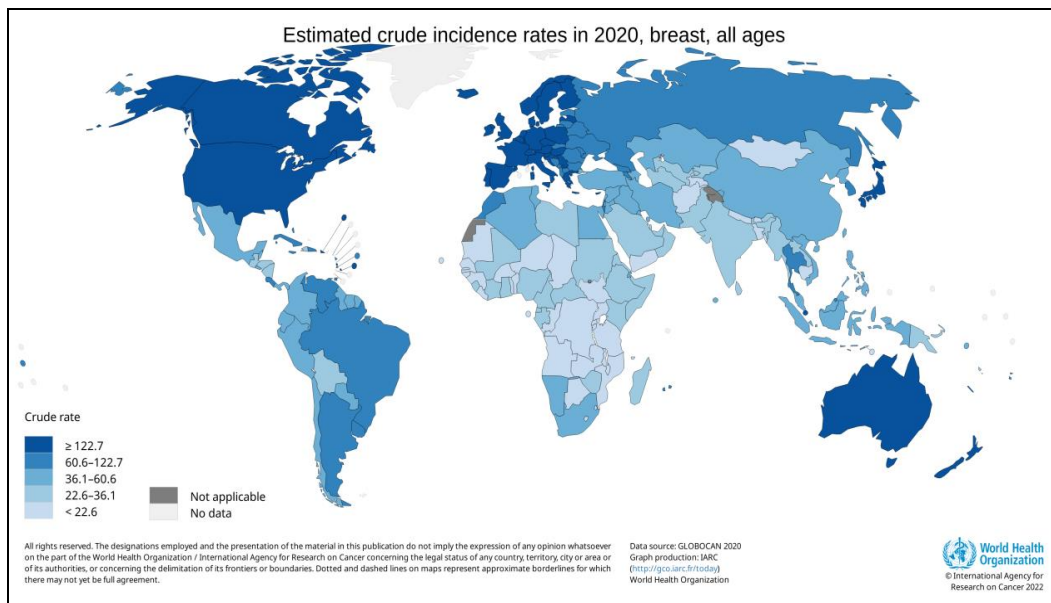 Estimated crude incidence rates in 2020, breast, all ages
Crude rate
≥ 122.7
60.6–122.7
36.1–60.6
22.6–36.1
< 22.6
Not applicable
No data
All rights reserved. The designations employed and the presentation of the material in this publication do not imply the expression of any opinion whatsoever
on the part of the World Health Organization / International Agency for Research on Cancer concerning the legal status of any country, territory, city or area or
of its authorities, or concerning the delimitation of its frontiers or boundaries. Dotted and dashed lines on maps represent approximate borderlines for which
there may not yet be full agreement.
Data source: GLOBOCAN 2020
Graph production: IARC
(http://gco.iarc.fr/today)
World Health Organization
World Health
Organization
© International Agency for
Research on Cancer 2022